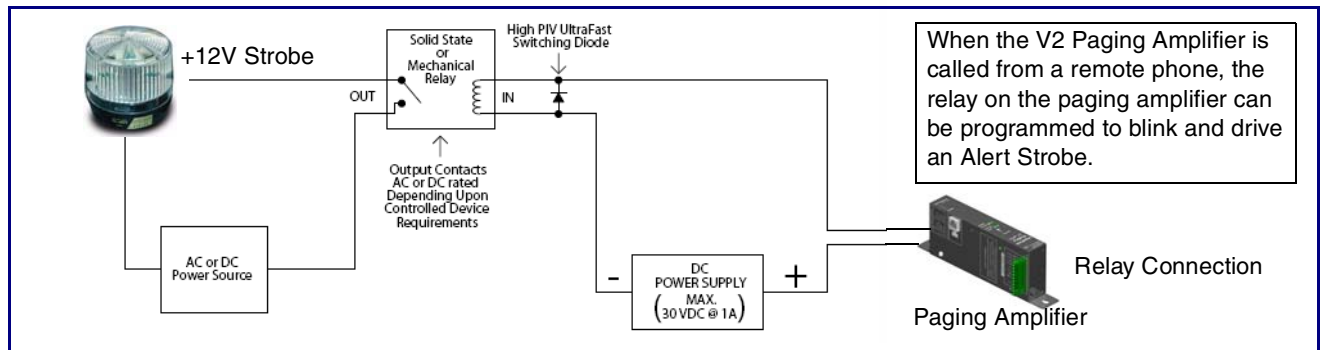 +12V Strobe
Solid State
or
Mechanical
Relay
OUT
IN
High PIV UltraFast
Switching Diode
Output Contacts
AC or DC rated
Depending Upon
Controlled Device
Requirements
AC or DC
Power Source
-
DC
POWER SUPPLY
MAX.
(30 VDC @ 1A)
+
When the V2 Paging Amplifier is
called from a remote phone, the
relay on the paging amplifier can
be programmed to blink and drive
an Alert Strobe.
Relay Connection
Paging Amplifier